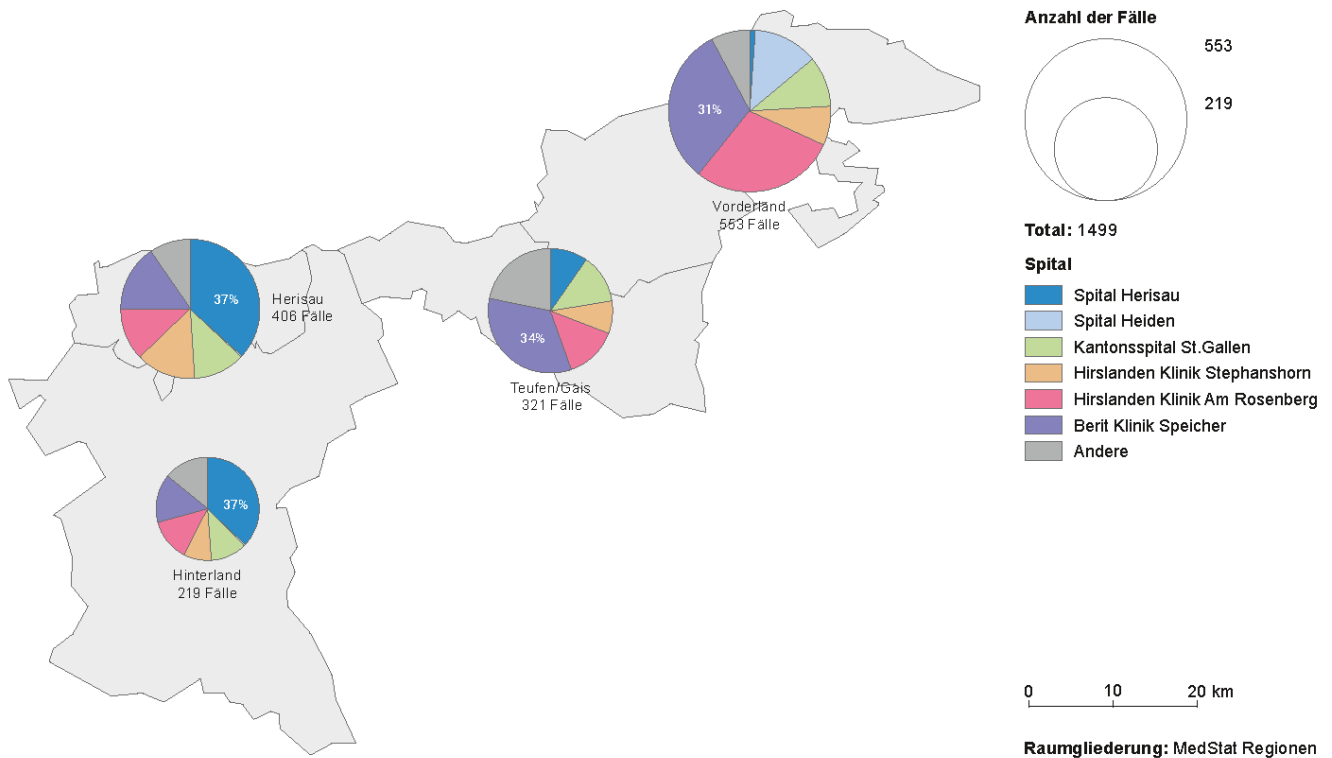 31%
Vorderland
553 Fälle
37%
Herisau
406 Fälle
34%
Teufen/Gais
321 Fälle
37%
Hinterland
219 Fälle
Anzahl der Fälle
553
219
Total: 1499
Spital
Spital Herisau
Spital Heiden
Kantonsspital St.Gallen
Hirslanden Klinik Stephanshorn
Hirslanden Klinik Am Rosenberg
Berit Klinik Speicher
Andere
0 10 20 km
Raumgliederung: MedStat Regionen